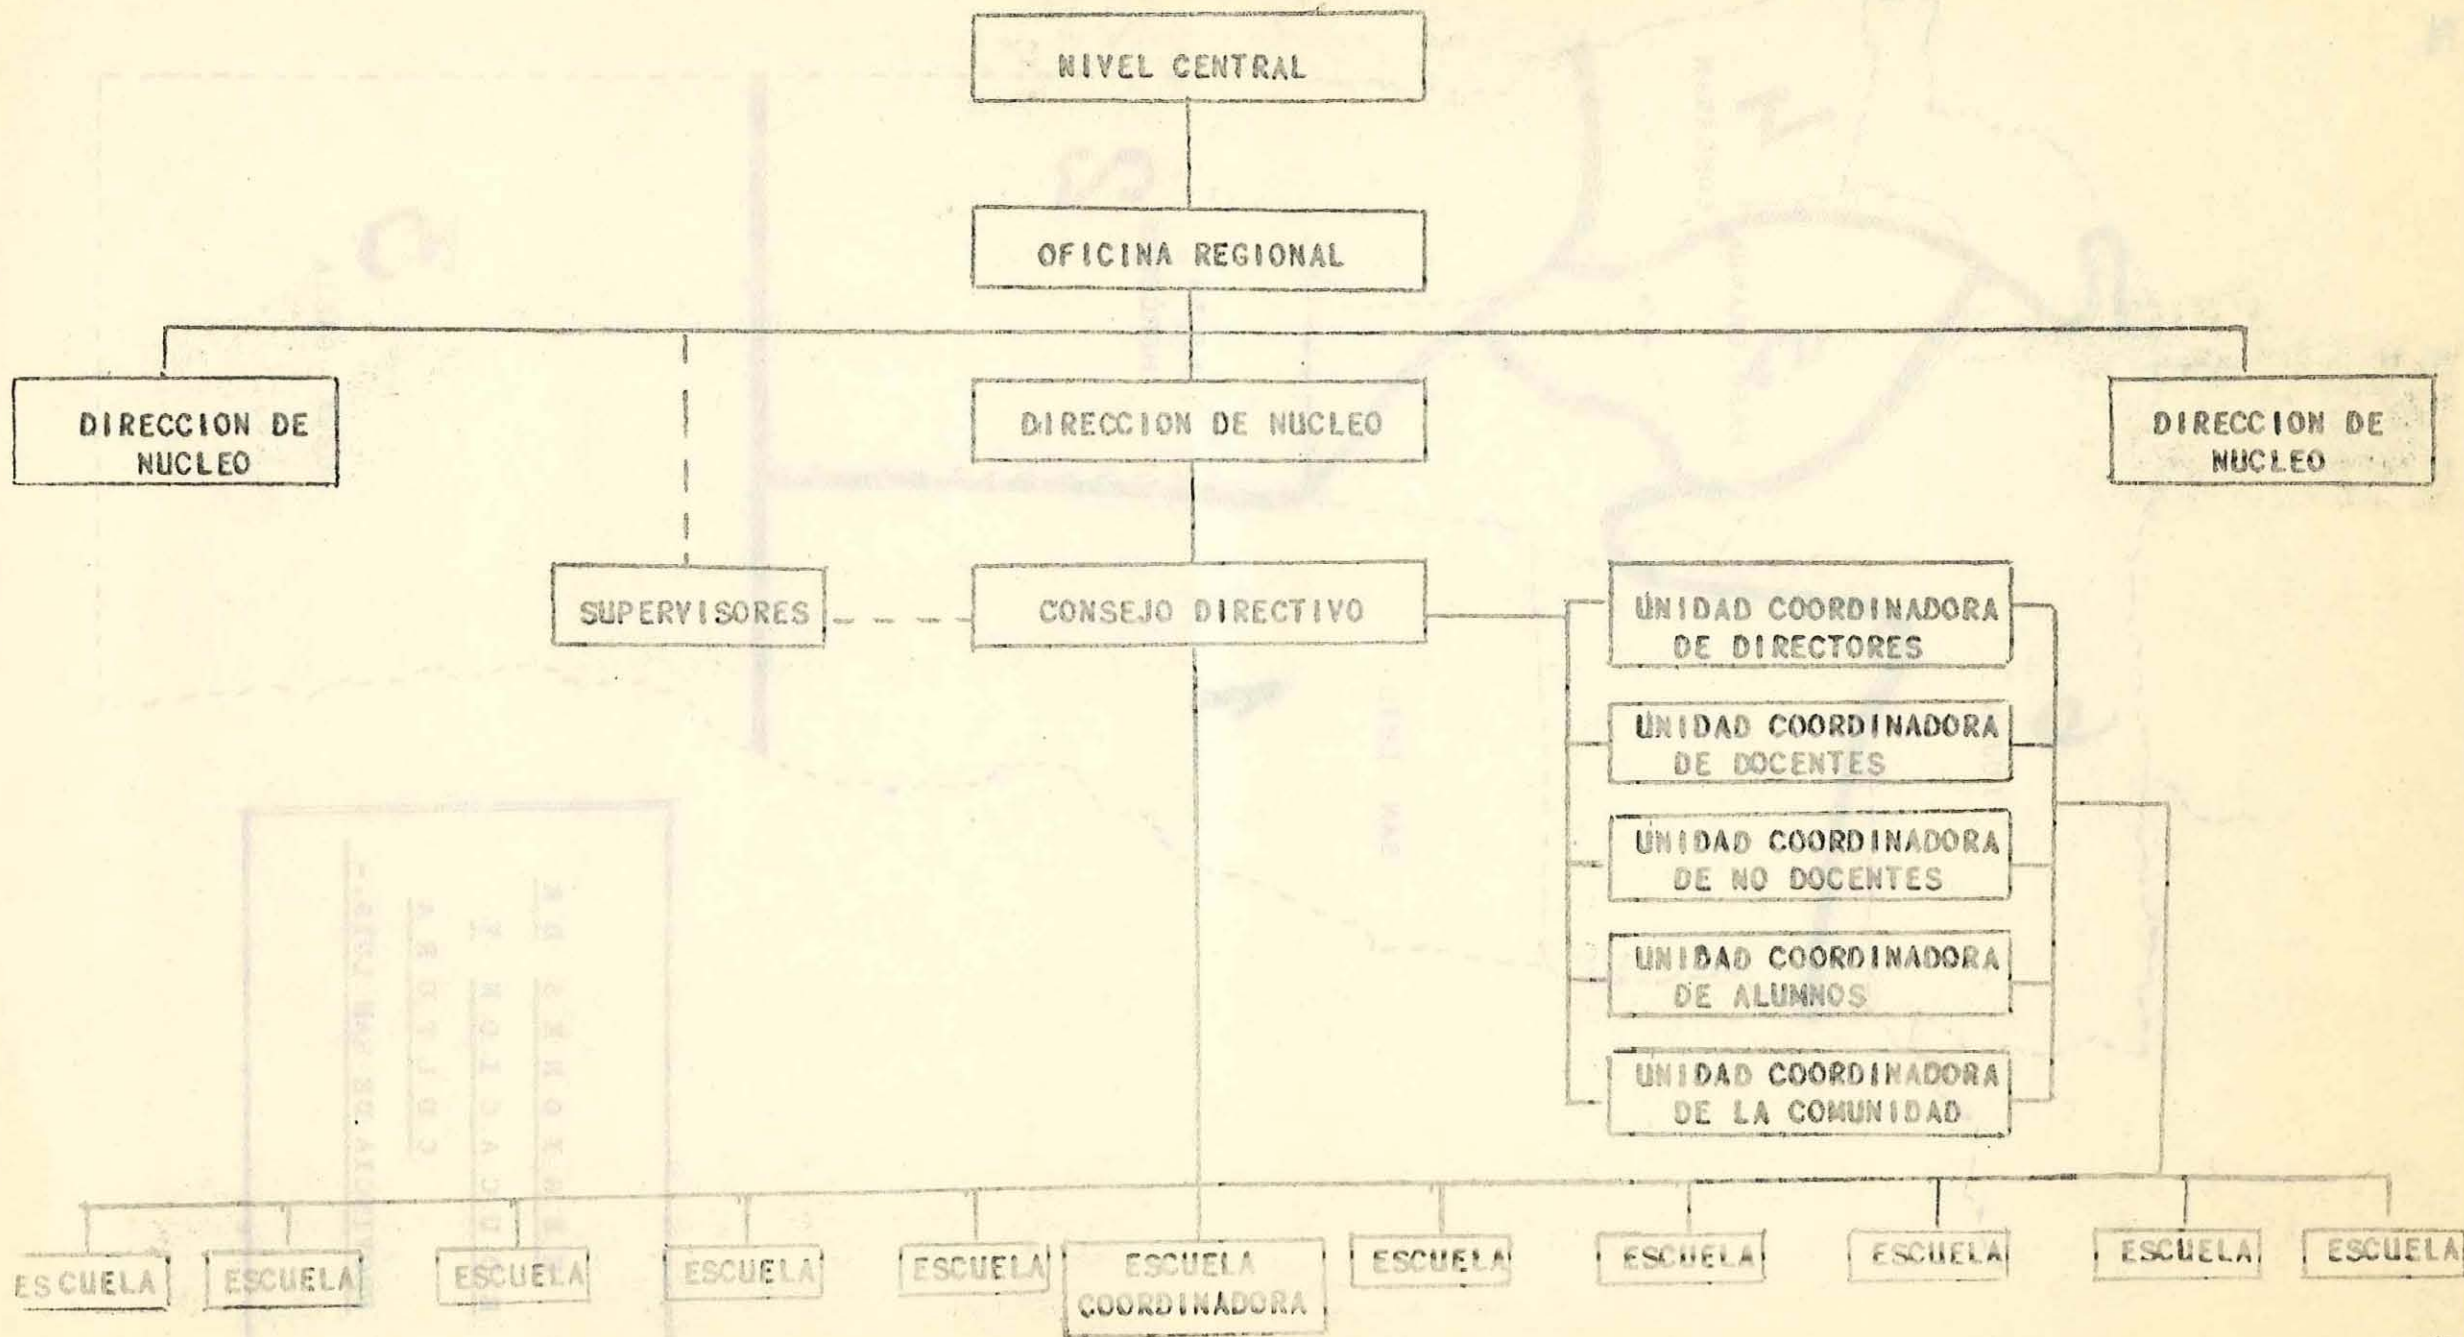 NIVEL CENTRAL
OFICINA REGIONAL
DIRECCION DE
NUCLEO
DIRECCION DE NUCLEO
DIRECCION DE
NUCLEO
SUPERVISORES
CONSEJO DIRECTIVO
UNIDAD COORDINADORA
DE DIRECTORES
UNIDAD COORDINADORA
DE DOCENTES
UNIDAD COORDINADORA
DE NO DOCENTES
UNIDAD COORDINADORA
DE ALUMNOS
UNIDAD COORDINADORA
DE LA COMUNIDAD
ESCUELA
ESCUELA
ESCUELA
ESCUELA
ESCUELA
ESCUELA
COORDINADORA
ESCUELA
ESCUELA
ESCUELA
ESCUELA
ESCUELA